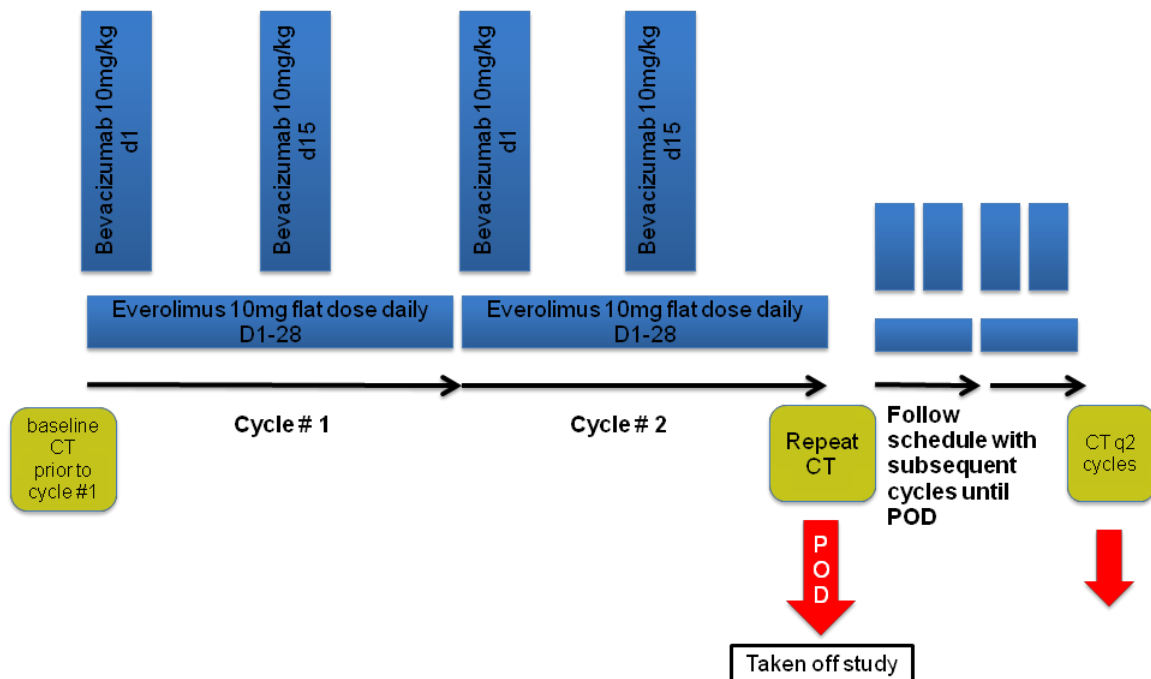 Bevacizumab 10mg/kg
d1
Bevacizumab 10mg/kg
d15
Bevacizumab 10mg/kg
d1
Bevacizumab 10mg/kg
d15
Everolimus 10mg flat dose daily
D1-28
Everolimus 10mg flat dose daily
D1-28
baseline
CT
prior to
cycle #1
Cycle # 1
Cycle # 2
Repeat
CT
Follow
schedule with
subsequent
cycles until
POD
CT q2
cycles
P
O
D
Taken off study